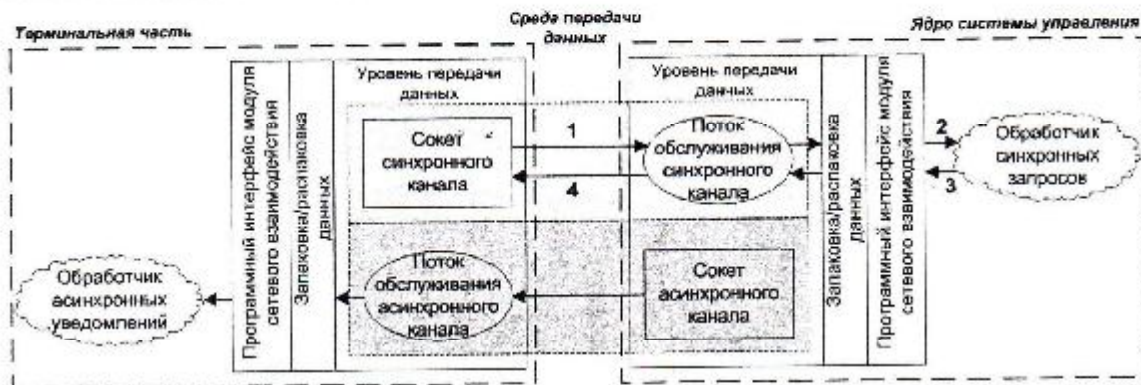 Терминальная часть
Среда передачи
данных
Ядро системы управления
Программный интерфейс модуля
сетевого взаимодействия
Запаковка/распаковка
данных
Уровень передачи
данных
Сокет
синхронного
канала
1
4
Поток
обслуживания
асинхронного
канала
Обработчик
асинхронных
уведомлений
Уровень передачи
данных
Поток
обслуживания
синхронного
канала
Сокет
асинхронного
канала
Запаковка/распаковка
данных
Программный интерфейс модуля
сетевого взаимодействия
2
3
Обработчик
синхронных
запросов